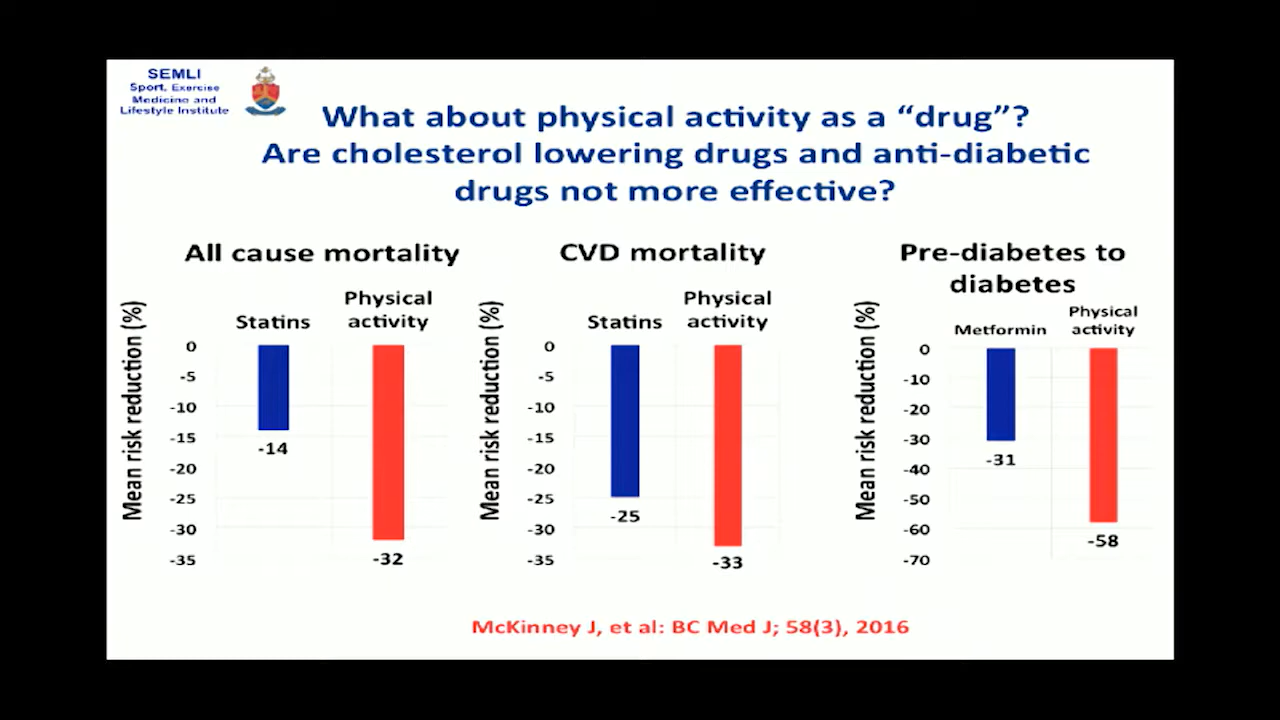 SEMLI
Sport, Exercise
Medicine and
Lifestyle Institute
What about physical activity as a “drug”?
Are cholesterol lowering drugs and anti-diabetic
drugs not more effective?
All cause mortality
Mean risk reduction (%)
Statins
Physical
activity
0
-5
-10
-15
-20
-25
-30
-35
-14
-32
CVD mortality
Mean risk reduction (%)
Statins
Physical
activity
0
-5
-10
-15
-20
-25
-30
-35
-25
-33
Pre-diabetes to
diabetes
Mean risk reduction (%)
Metformin
Physical
activity
0
-10
-20
-30
-40
-50
-60
-70
-31
-58
McKinney J, et al: BC Med J; 58(3), 2016